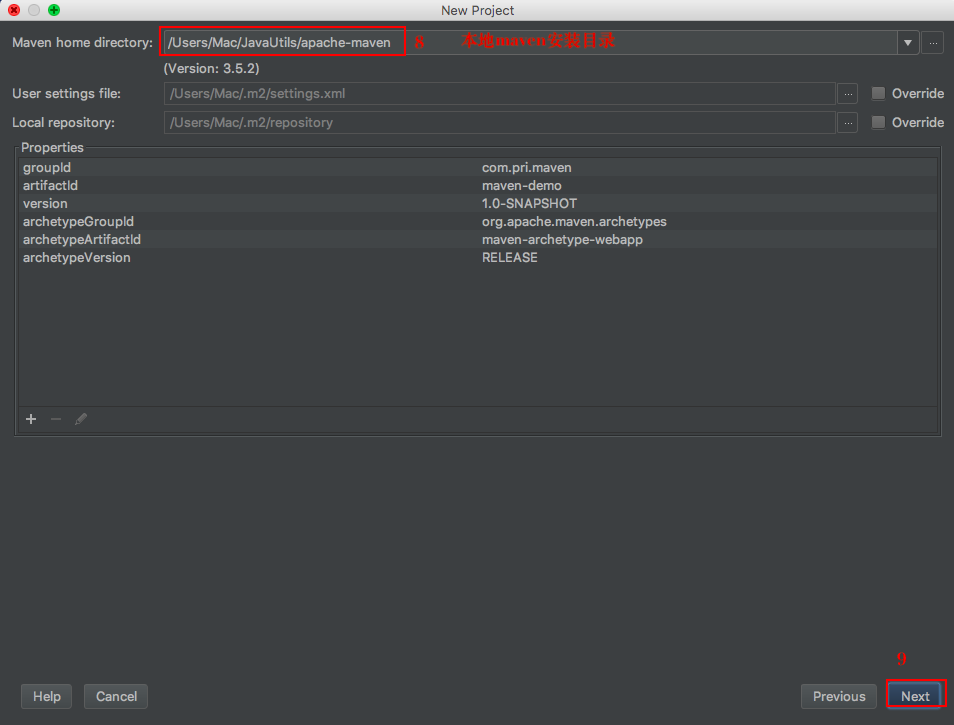 New Project
Maven home directory: /Users/Mac/JavaUtils/apache-maven 8 本地maven安装目录 ...
(Version: 3.5.2)
User settings file: /Users/Mac/.m2/settings.xml ... Override
Local repository: /Users/Mac/.m2/repository ... Override
Properties
groupId com.pri.maven
artifactId maven-demo
version 1.0-SNAPSHOT
archetypeGroupId org.apache.maven.archetypes
archetypeArtifactId maven-archetype-webapp
archetypeVersion RELEASE
9
Help Cancel Previous Next